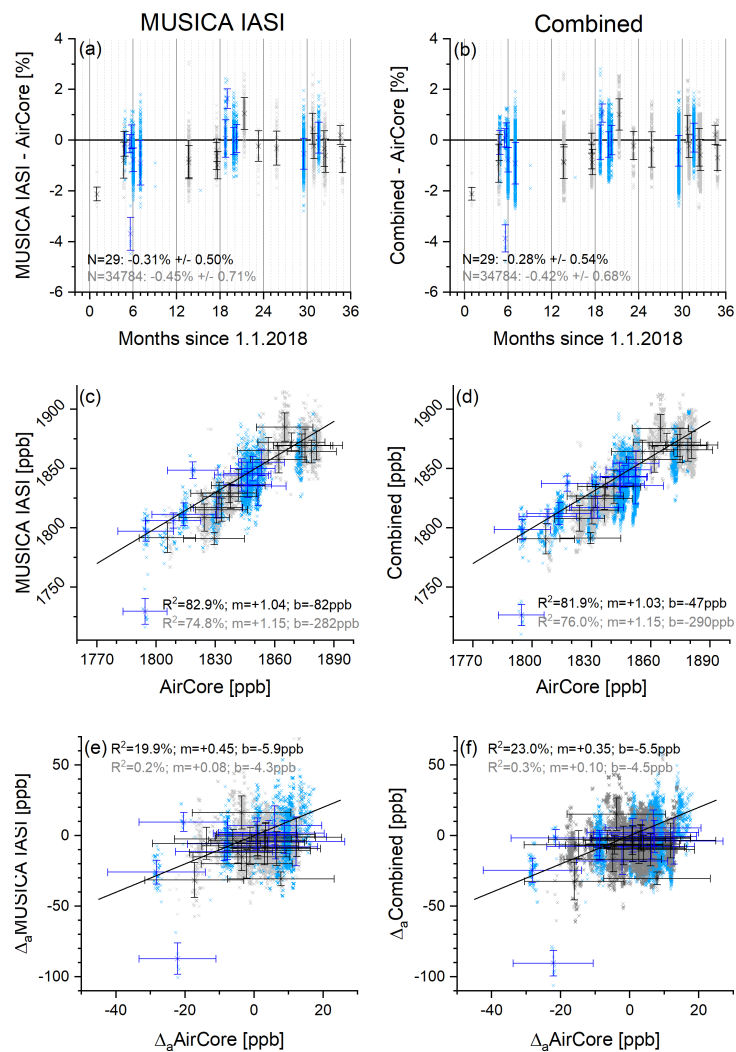 MUSICA IASI
Combined
(a)
MUSICA IASI - AirCore [%]
4
2
0
-2
-4
-6
N=29: -0.31% +/- 0.50%
N=34784: -0.45% +/- 0.71%
0 6 12 18 24 30 36
Months since 1.1.2018
(b)
Combined - AirCore [%]
4
2
0
-2
-4
-6
N=29: -0.28% +/- 0.54%
N=34784: -0.42% +/- 0.68%
0 6 12 18 24 30 36
Months since 1.1.2018
(c)
MUSICA IASI [ppb]
1900
1850
1800
1750
R²=82.9%; m=+1.04; b=-82ppb
R²=74.8%; m=+1.15; b=-282ppb
1770 1800 1830 1860 1890
AirCore [ppb]
(d)
Combined [ppb]
1900
1850
1800
1750
R²=81.9%; m=+1.03; b=-47ppb
R²=76.0%; m=+1.15; b=-290ppb
1770 1800 1830 1860 1890
AirCore [ppb]
(e)
R²=19.9%; m=+0.45; b=-5.9ppb
R²=0.2%; m=+0.08; b=-4.3ppb
ΔₐMUSICA IASI [ppb]
50
0
-50
-100
-40 -20 0 20
ΔₐAirCore [ppb]
(f)
R²=23.0%; m=+0.35; b=-5.5ppb
R²=0.3%; m=+0.10; b=-4.5ppb
ΔₐCombined [ppb]
50
0
-50
-100
-40 -20 0 20
ΔₐAirCore [ppb]